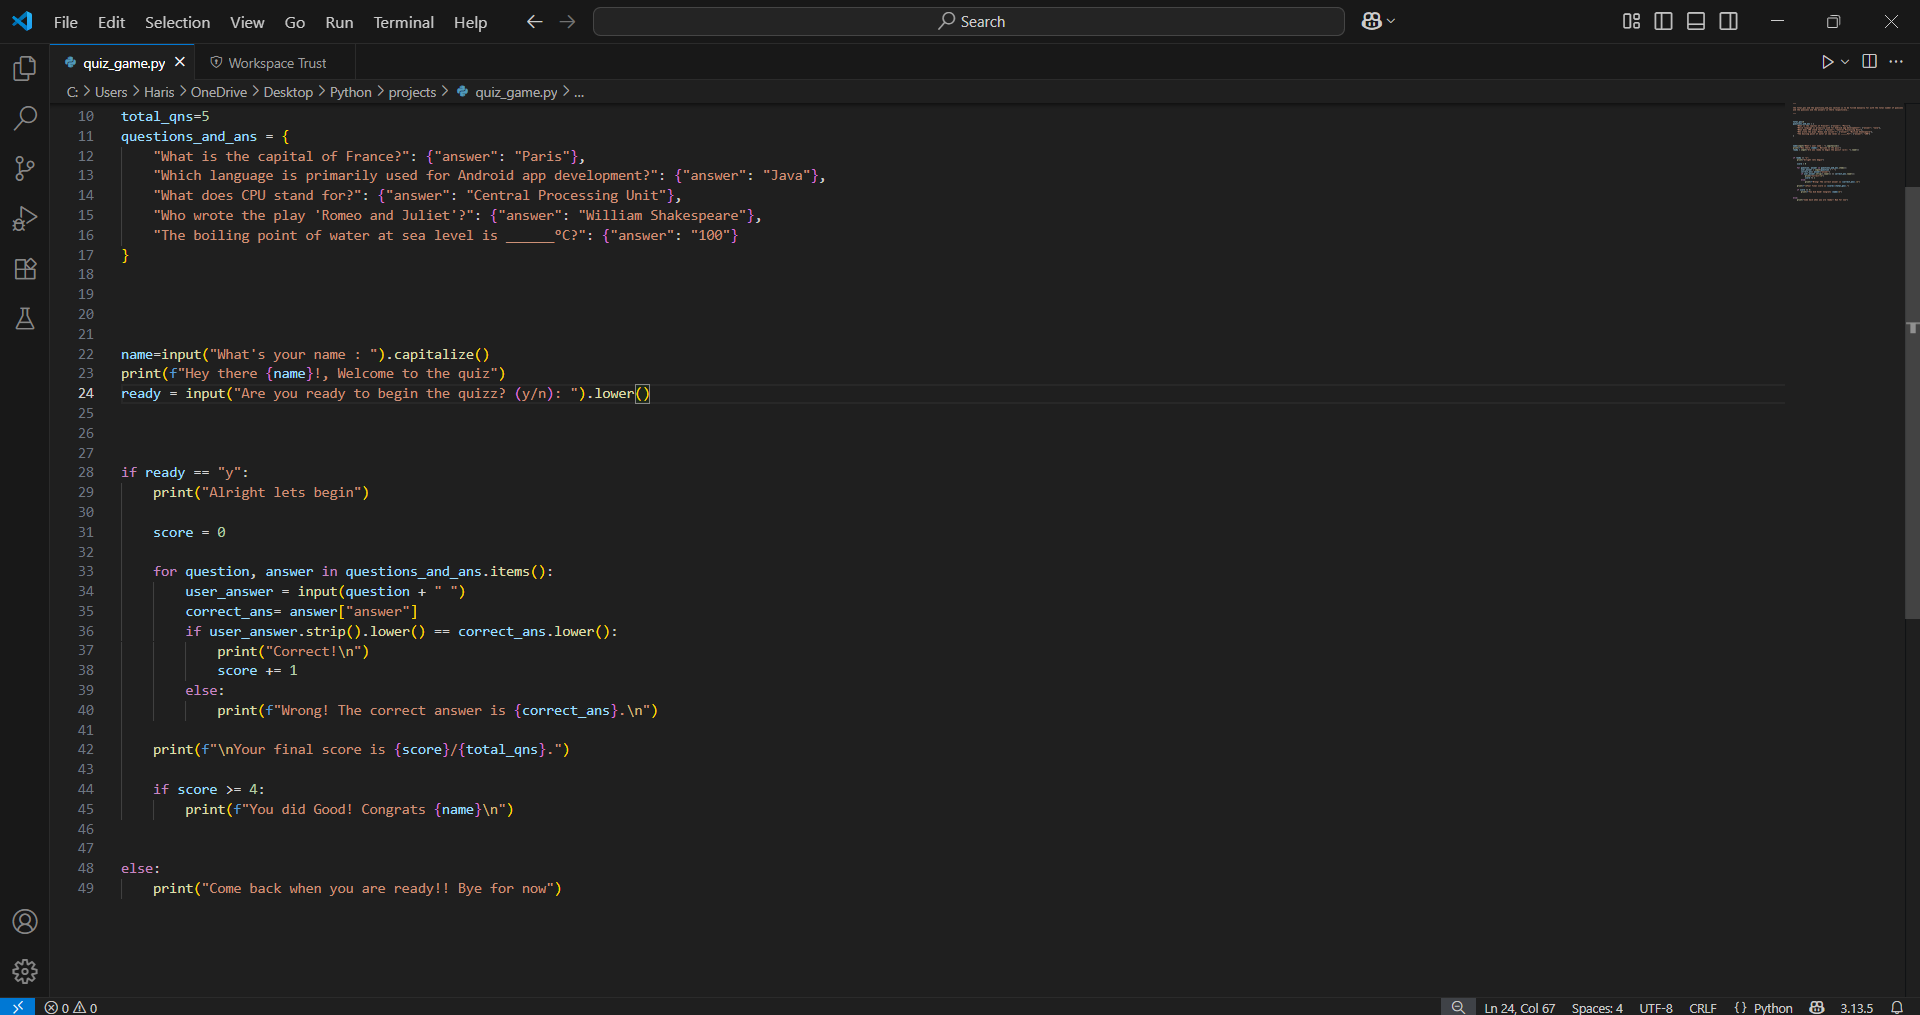 File Edit Selection View Go Run Terminal Help Search
quiz_game.py Workspace Trust
C: > Users > Haris > OneDrive > Desktop > Python > projects > quiz_game.py > ...
10 total_qns=5
11 questions_and_ans = {
12 "What is the capital of France?": {"answer": "Paris"},
13 "Which language is primarily used for Android app development?": {"answer": "Java"},
14 "What does CPU stand for?": {"answer": "Central Processing Unit"},
15 "Who wrote the play 'Romeo and Juliet'?": {"answer": "William Shakespeare"},
16 "The boiling point of water at sea level is ______°C?": {"answer": "100"}
17 }
18
19
20
21
22 name=input("What's your name : ").capitalize()
23 print(f"Hey there {name}!, Welcome to the quiz")
24 ready = input("Are you ready to begin the quizz? (y/n): ").lower()
25
26
27
28 if ready == "y":
29 print("Alright lets begin")
30
31 score = 0
32
33 for question, answer in questions_and_ans.items():
34 user_answer = input(question + " ")
35 correct_ans= answer["answer"]
36 if user_answer.strip().lower() == correct_ans.lower():
37 print("Correct!\n")
38 score += 1
39 else:
40 print(f"Wrong! The correct answer is {correct_ans}.\n")
41
42 print(f"\nYour final score is {score}/{total_qns}.")
43
44 if score >= 4:
45 print(f"You did Good! Congrats {name}\n")
46
47
48 else:
49 print("Come back when you are ready!! Bye for now")
0 0 Ln 24, Col 67 Spaces: 4 UTF-8 CRLF {} Python 3.13.5